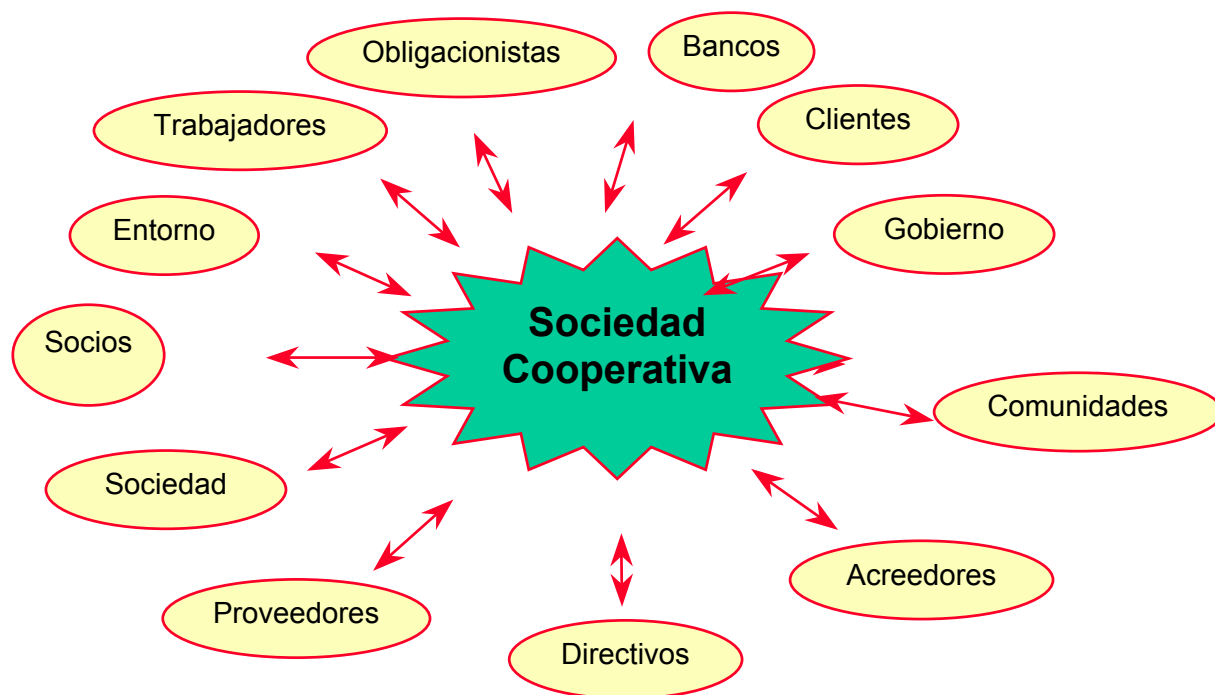 Obligacionistas
Bancos
Trabajadores
Clientes
Entorno
Gobierno
Sociedad
Cooperativa
Socios
Comunidades
Sociedad
Acreedores
Proveedores
Directivos